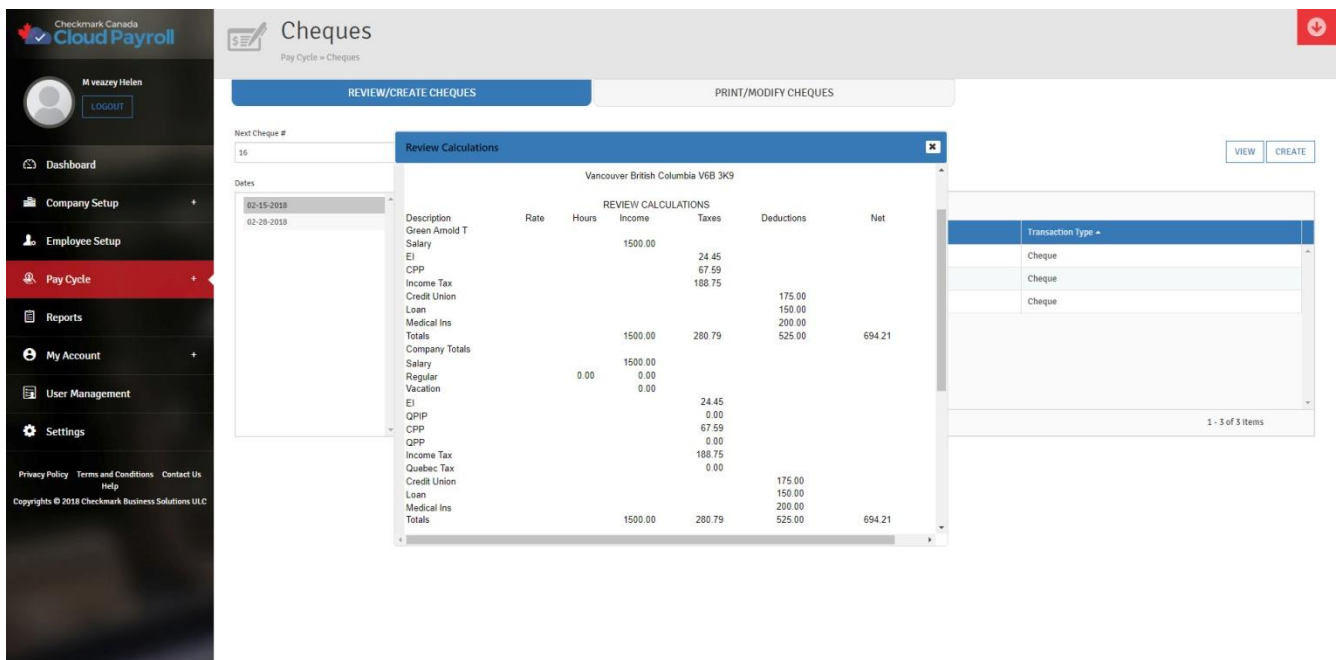 Checkmark Canada
Cloud Payroll
M veazey Helen
LOGOUT
Dashboard
Company Setup +
Employee Setup
Pay Cycle +
Reports
My Account +
User Management
Settings
Privacy Policy Terms and Conditions Contact Us
Help
Copyrights © 2018 Checkmark Business Solutions ULC
Cheques
Pay Cycle » Cheques
REVIEW/CREATE CHEQUES PRINT/MODIFY CHEQUES
Next Cheque #
16
VIEW CREATE
Dates
02-15-2018
02-28-2018
Review Calculations
Vancouver British Columbia V6B 3K9
REVIEW CALCULATIONS
Description Rate Hours Income Taxes Deductions Net
Green Arnold T
Salary 1500.00
EI 24.45
CPP 67.59
Income Tax 188.75
Credit Union 175.00
Loan 150.00
Medical Ins 200.00
Totals 1500.00 280.79 525.00 694.21
Company Totals
Salary 1500.00
Regular 0.00 0.00
Vacation 0.00
EI 24.45
QPIP 0.00
CPP 67.59
QPP 0.00
Income Tax 188.75
Quebec Tax 0.00
Credit Union 175.00
Loan 150.00
Medical Ins 200.00
Totals 1500.00 280.79 525.00 694.21
Transaction Type
Cheque
Cheque
Cheque
1 - 3 of 3 items